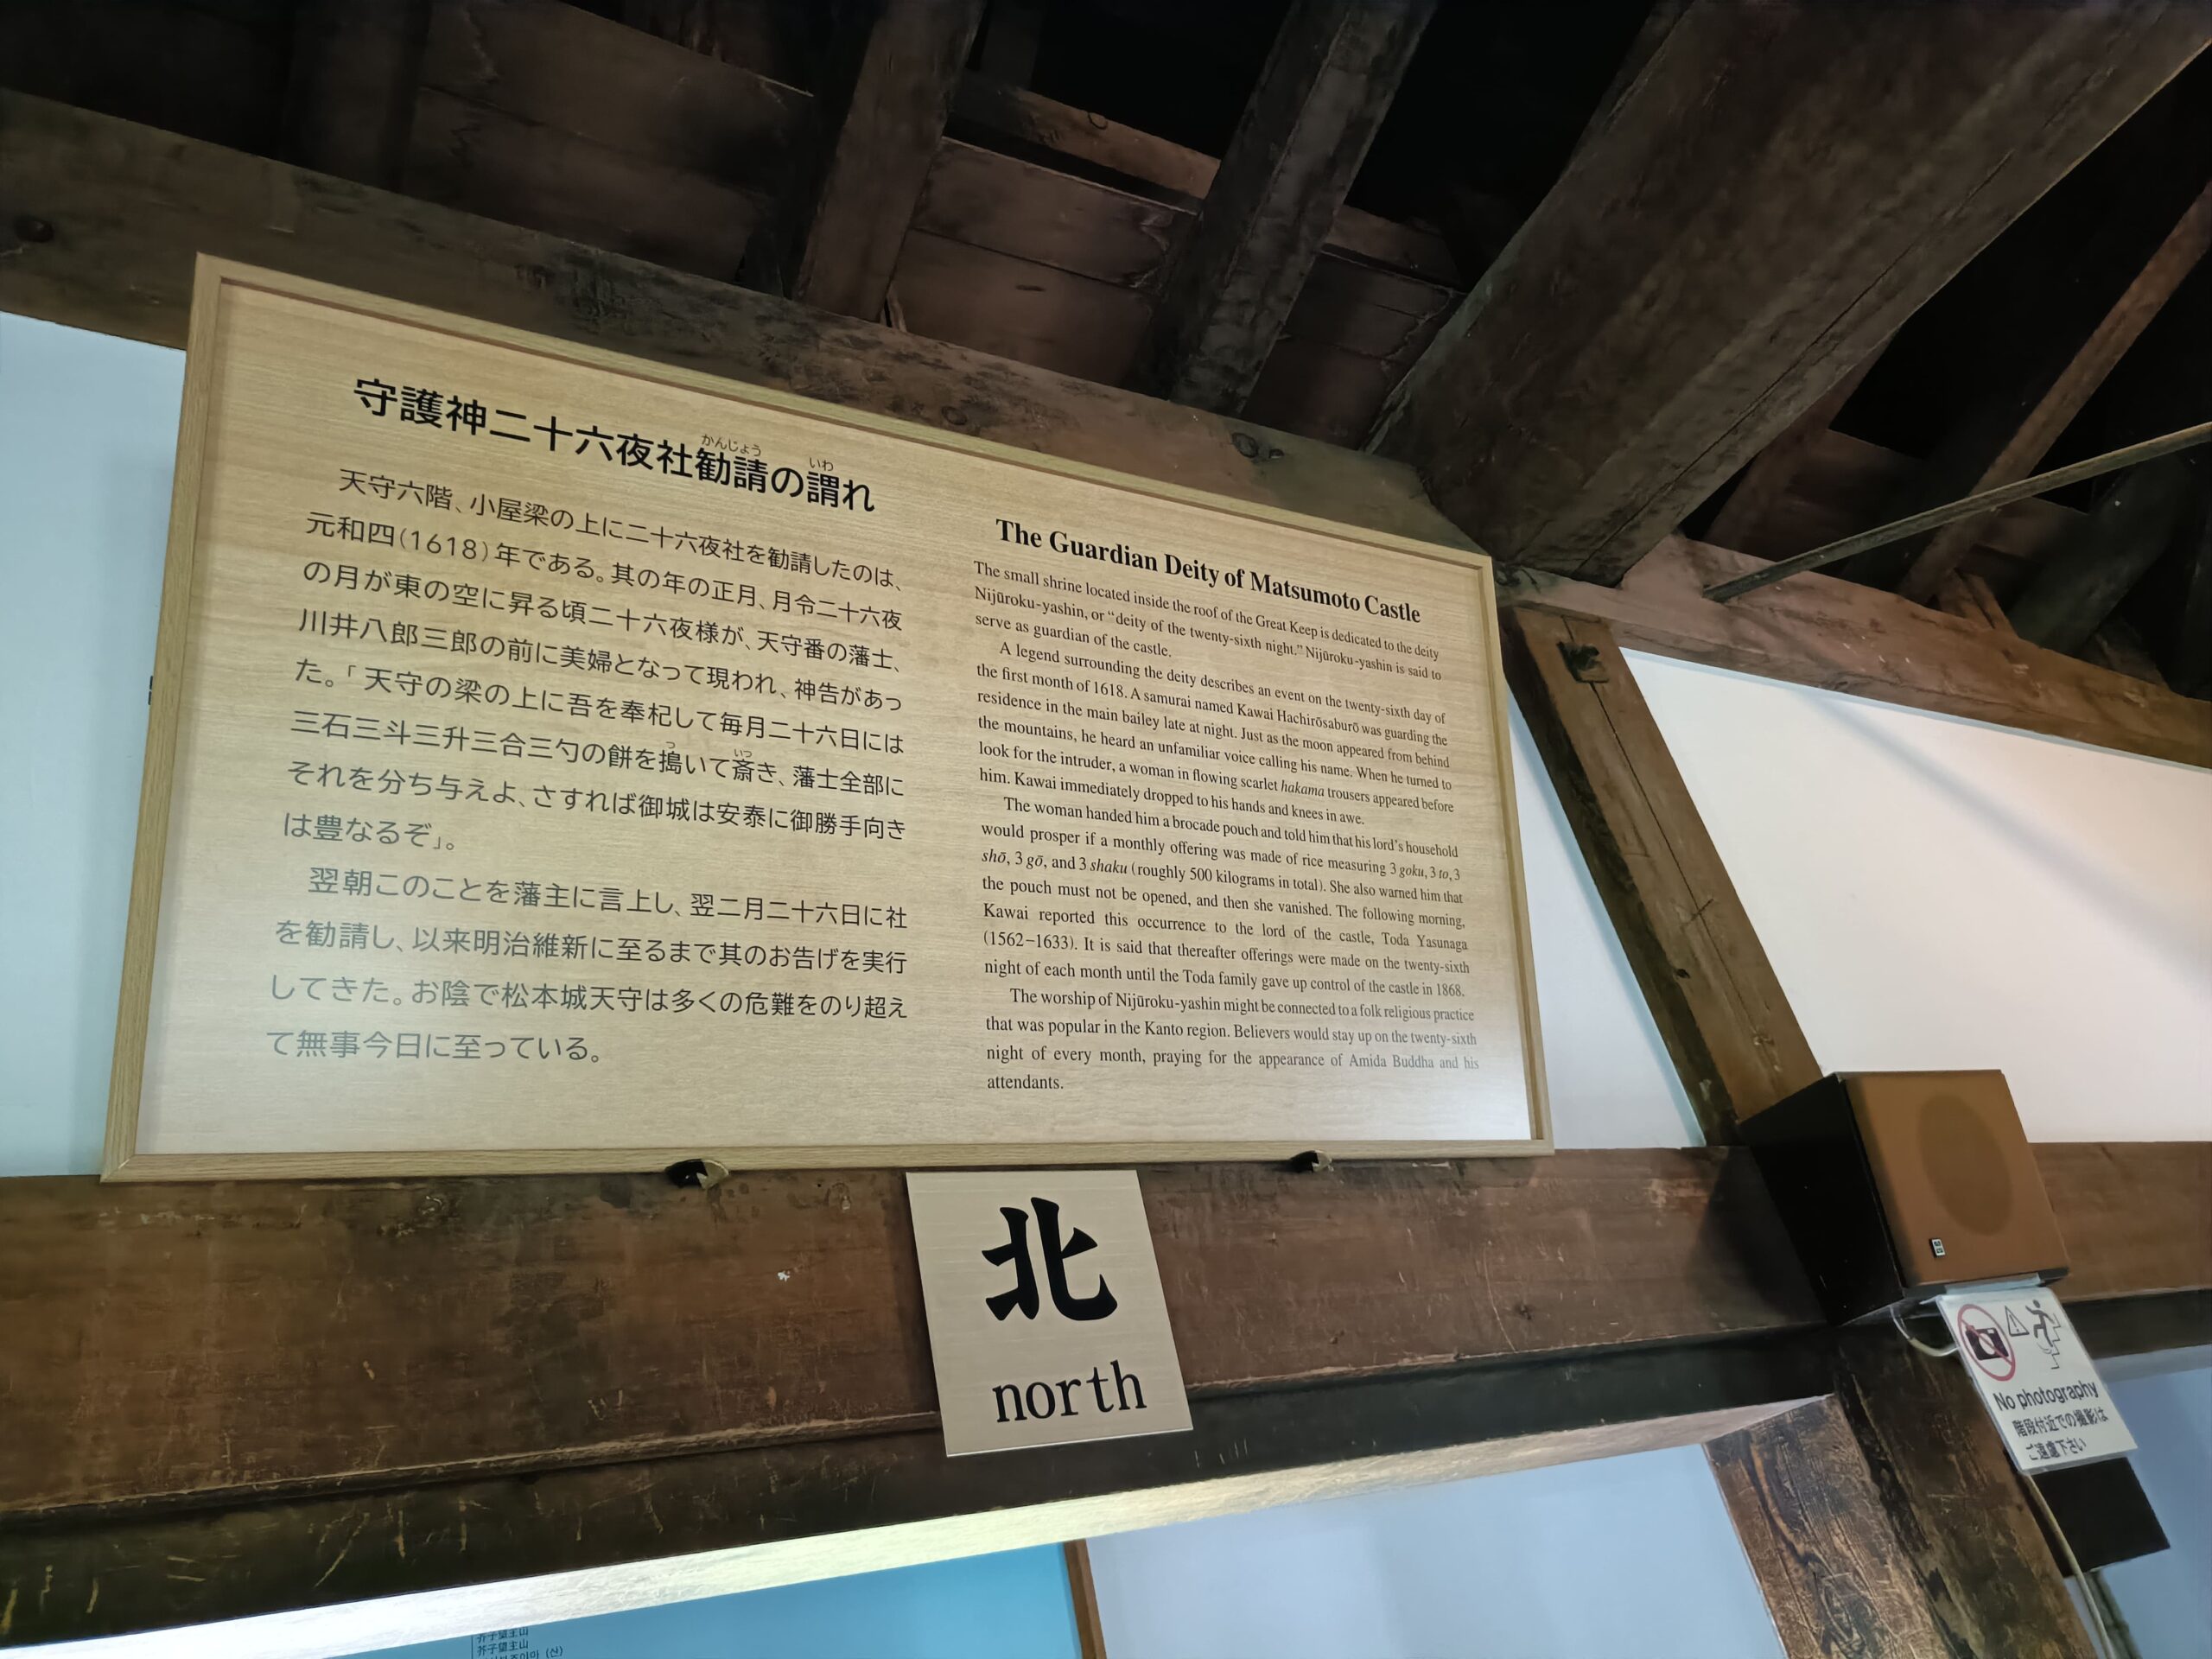 守護神二十六夜社勧請の謂れ
かんじょう
いわ
天守六階、小屋梁の上に二十六夜社を勧請したのは、
元和四(1618)年である。其の年の正月、月令二十六夜
の月が東の空に昇る頃二十六夜様が、天守番の藩士、
川井八郎三郎の前に美婦となって現われ、神告があっ
た。「天守の梁の上に吾を奉杞して毎月二十六日には
三石三斗三升三合三勺の餅を搗いて斎き、藩士全部に
つ
いつ
それを分ち与えよ、さすれば御城は安泰に御勝手向き
は豊なるぞ」。
翌朝このことを藩主に言上し、翌二月二十六日に社
を勧請し、以来明治維新に至るまで其のお告げを実行
してきた。お陰で松本城天守は多くの危難をのり超え
て無事今日に至っている。
The Guardian Deity of Matsumoto Castle
The small shrine located inside the roof of the Great Keep is dedicated to the deity
Nijūroku-yashin, or “deity of the twenty-sixth night.” Nijūroku-yashin is said to
serve as guardian of the castle.
A legend surrounding the deity describes an event on the twenty-sixth day of
the first month of 1618. A samurai named Kawai Hachirōsaburō was guarding the
residence in the main bailey late at night. Just as the moon appeared from behind
the mountains, he heard an unfamiliar voice calling his name. When he turned to
look for the intruder, a woman in flowing scarlet hakama trousers appeared before
him. Kawai immediately dropped to his hands and knees in awe.
The woman handed him a brocade pouch and told him that his lord’s household
would prosper if a monthly offering was made of rice measuring 3 goku, 3 to, 3
shō, 3 gō, and 3 shaku (roughly 500 kilograms in total). She also warned him that
the pouch must not be opened, and then she vanished. The following morning,
Kawai reported this occurrence to the lord of the castle, Toda Yasunaga
(1562–1633). It is said that thereafter offerings were made on the twenty-sixth
night of each month until the Toda family gave up control of the castle in 1868.
The worship of Nijūroku-yashin might be connected to a folk religious practice
that was popular in the Kanto region. Believers would stay up on the twenty-sixth
night of every month, praying for the appearance of Amida Buddha and his
attendants.
北
north
No photography
階段付近での撮影は
ご遠慮下さい
芥子望主山
芥子望主山